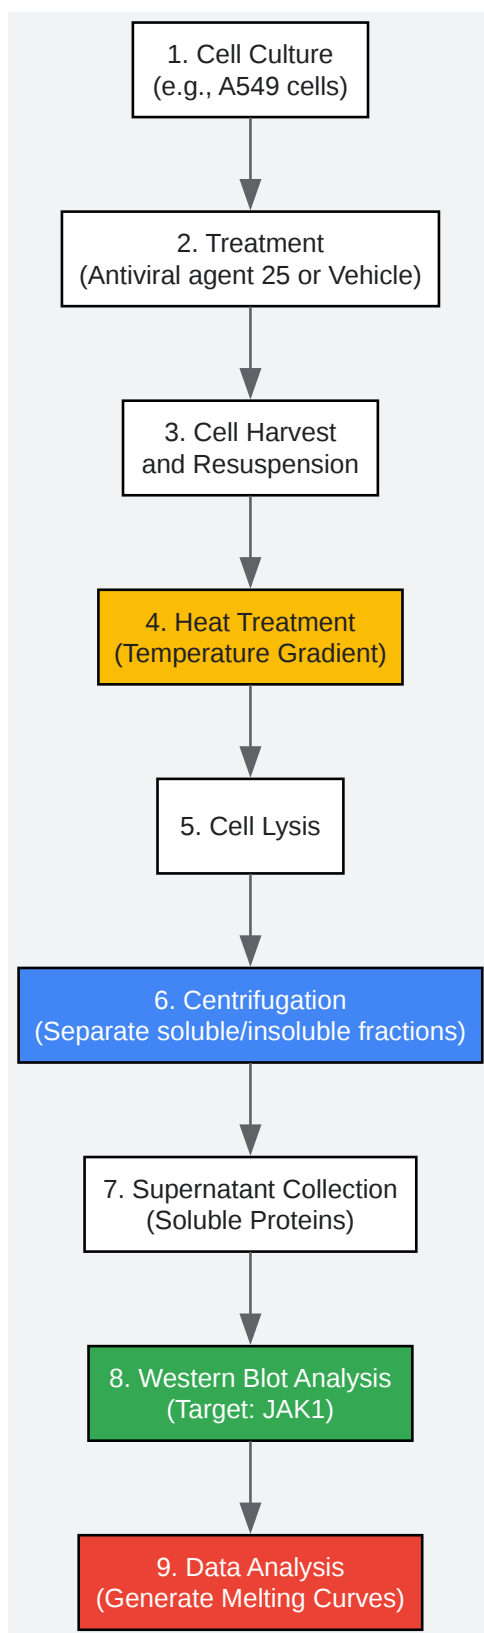 1. Cell Culture
(e.g., A549 cells)
2. Treatment
(Antiviral agent 25 or Vehicle)
3. Cell Harvest
and Resuspension
4. Heat Treatment
(Temperature Gradient)
5. Cell Lysis
6. Centrifugation
(Separate soluble/insoluble fractions)
7. Supernatant Collection
(Soluble Proteins)
8. Western Blot Analysis
(Target: JAK1)
9. Data Analysis
(Generate Melting Curves)